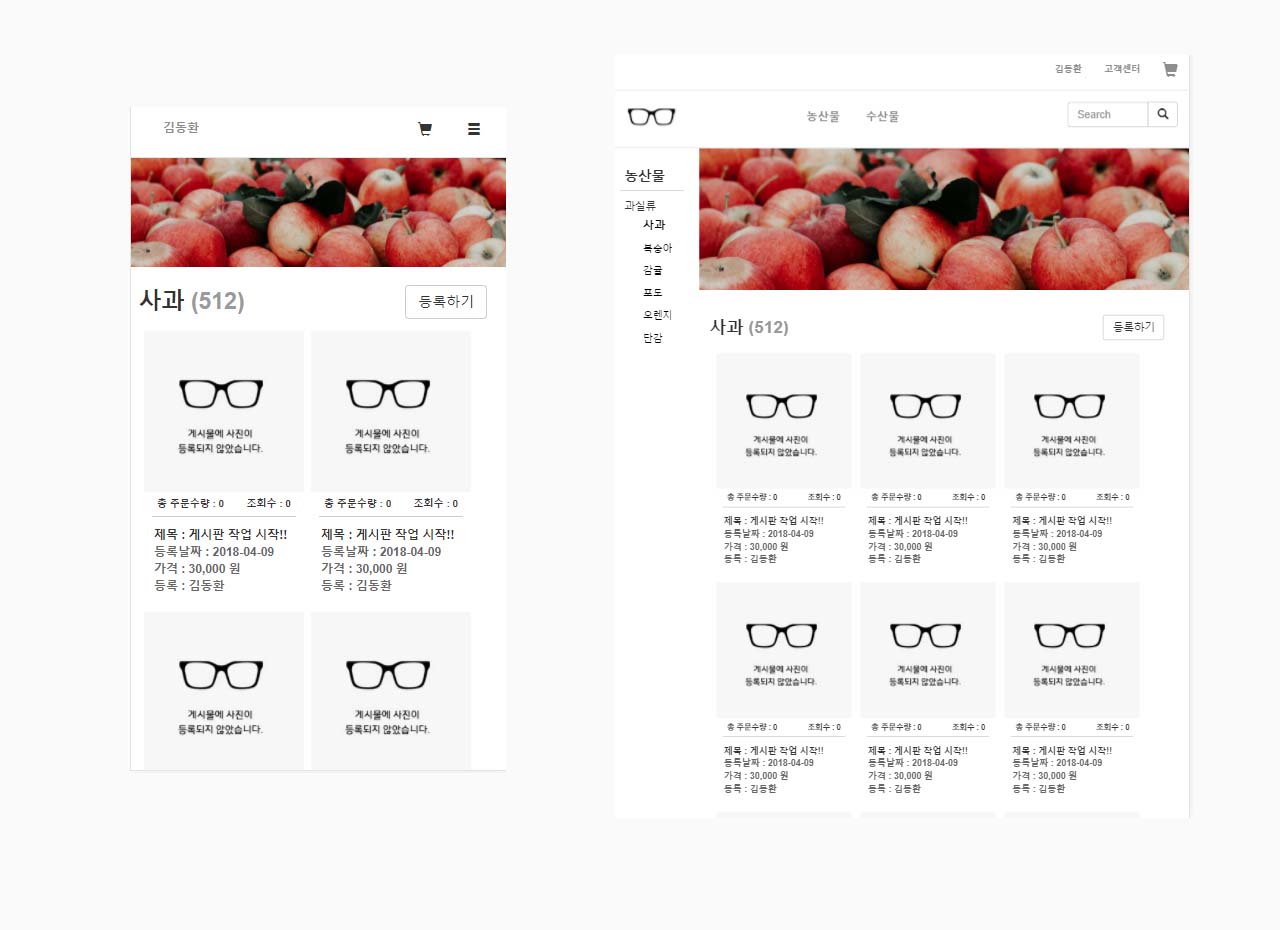 김동환
사과 (512)
등록하기
게시물에 사진이
등록되지 않았습니다.
게시물에 사진이
등록되지 않았습니다.
총 주문수량 : 0 조회수 : 0
총 주문수량 : 0 조회수 : 0
제목 : 게시판 작업 시작!!
등록날짜 : 2018-04-09
가격 : 30,000 원
등록 : 김동환
제목 : 게시판 작업 시작!!
등록날짜 : 2018-04-09
가격 : 30,000 원
등록 : 김동환
게시물에 사진이
등록되지 않았습니다.
게시물에 사진이
등록되지 않았습니다.
김동환 고객센터
농산물 수산물
Search
농산물
과실류
사과
복숭아
감귤
포도
오렌지
단감
사과 (512)
등록하기
게시물에 사진이
등록되지 않았습니다.
게시물에 사진이
등록되지 않았습니다.
게시물에 사진이
등록되지 않았습니다.
총 주문수량 : 0 조회수 : 0
총 주문수량 : 0 조회수 : 0
총 주문수량 : 0 조회수 : 0
제목 : 게시판 작업 시작!!
등록날짜 : 2018-04-09
가격 : 30,000 원
등록 : 김동환
제목 : 게시판 작업 시작!!
등록날짜 : 2018-04-09
가격 : 30,000 원
등록 : 김동환
제목 : 게시판 작업 시작!!
등록날짜 : 2018-04-09
가격 : 30,000 원
등록 : 김동환
게시물에 사진이
등록되지 않았습니다.
게시물에 사진이
등록되지 않았습니다.
게시물에 사진이
등록되지 않았습니다.
총 주문수량 : 0 조회수 : 0
총 주문수량 : 0 조회수 : 0
총 주문수량 : 0 조회수 : 0
제목 : 게시판 작업 시작!!
등록날짜 : 2018-04-09
가격 : 30,000 원
등록 : 김동환
제목 : 게시판 작업 시작!!
등록날짜 : 2018-04-09
가격 : 30,000 원
등록 : 김동환
제목 : 게시판 작업 시작!!
등록날짜 : 2018-04-09
가격 : 30,000 원
등록 : 김동환